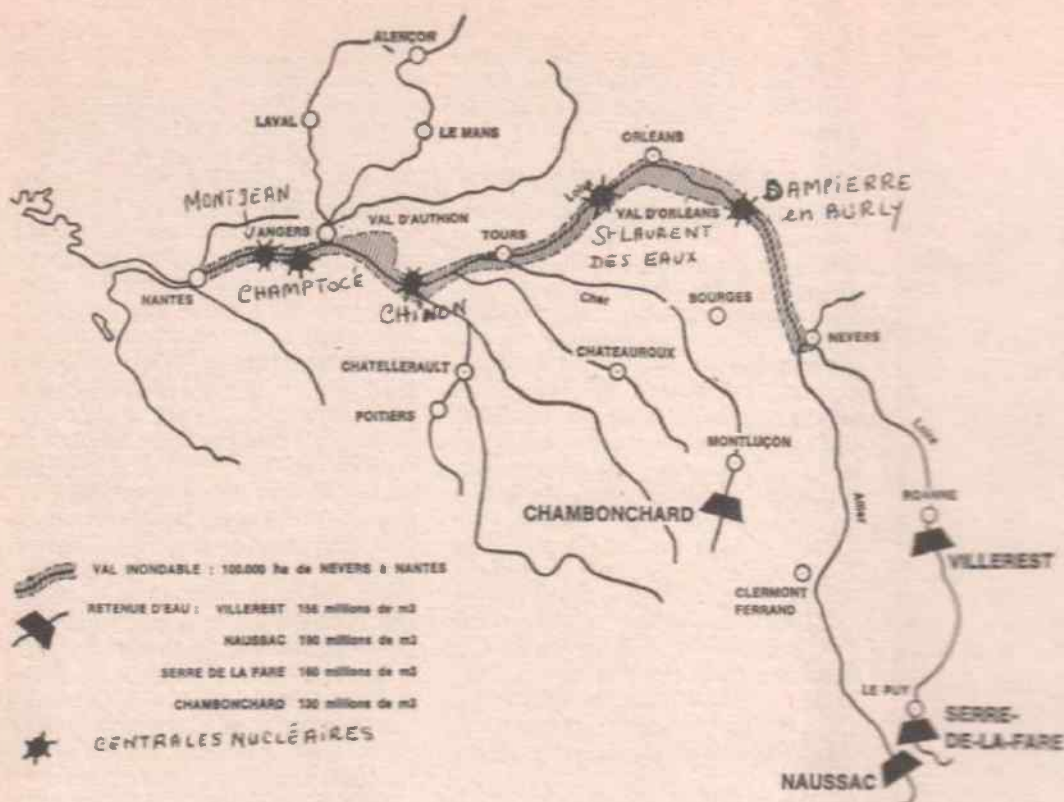 ALENÇON
LAVAL
LE MANS
ORLEANS
MONTJEAN
ANGERS
VAL D'AUTHION
TOURS
Loire
VAL D'ORLÉANS
DAMPIERRE
en BURLY
St LAURENT
DES EAUX
NANTES
CHAMPTOCÉ
CHINON
Cher
BOURGES
NEVERS
CHATELLERAULT
CHATEAUROUX
POITIERS
MONTLUÇON
Loire
Allier
ROANNE
CHAMBONCHARD
VILLEREST
CLERMONT
FERRAND
LE PUY
SERRE-
DE-LA-FARE
NAUSSAC
VAL INONDABLE : 100.000 ha de NEVERS à NANTES
RETENUE D'EAU : VILLEREST 156 millions de m3
NAUSSAC 190 millions de m3
SERRE DE LA FARE 160 millions de m3
CHAMBONCHARD 130 millions de m3
CENTRALES NUCLÉAIRES